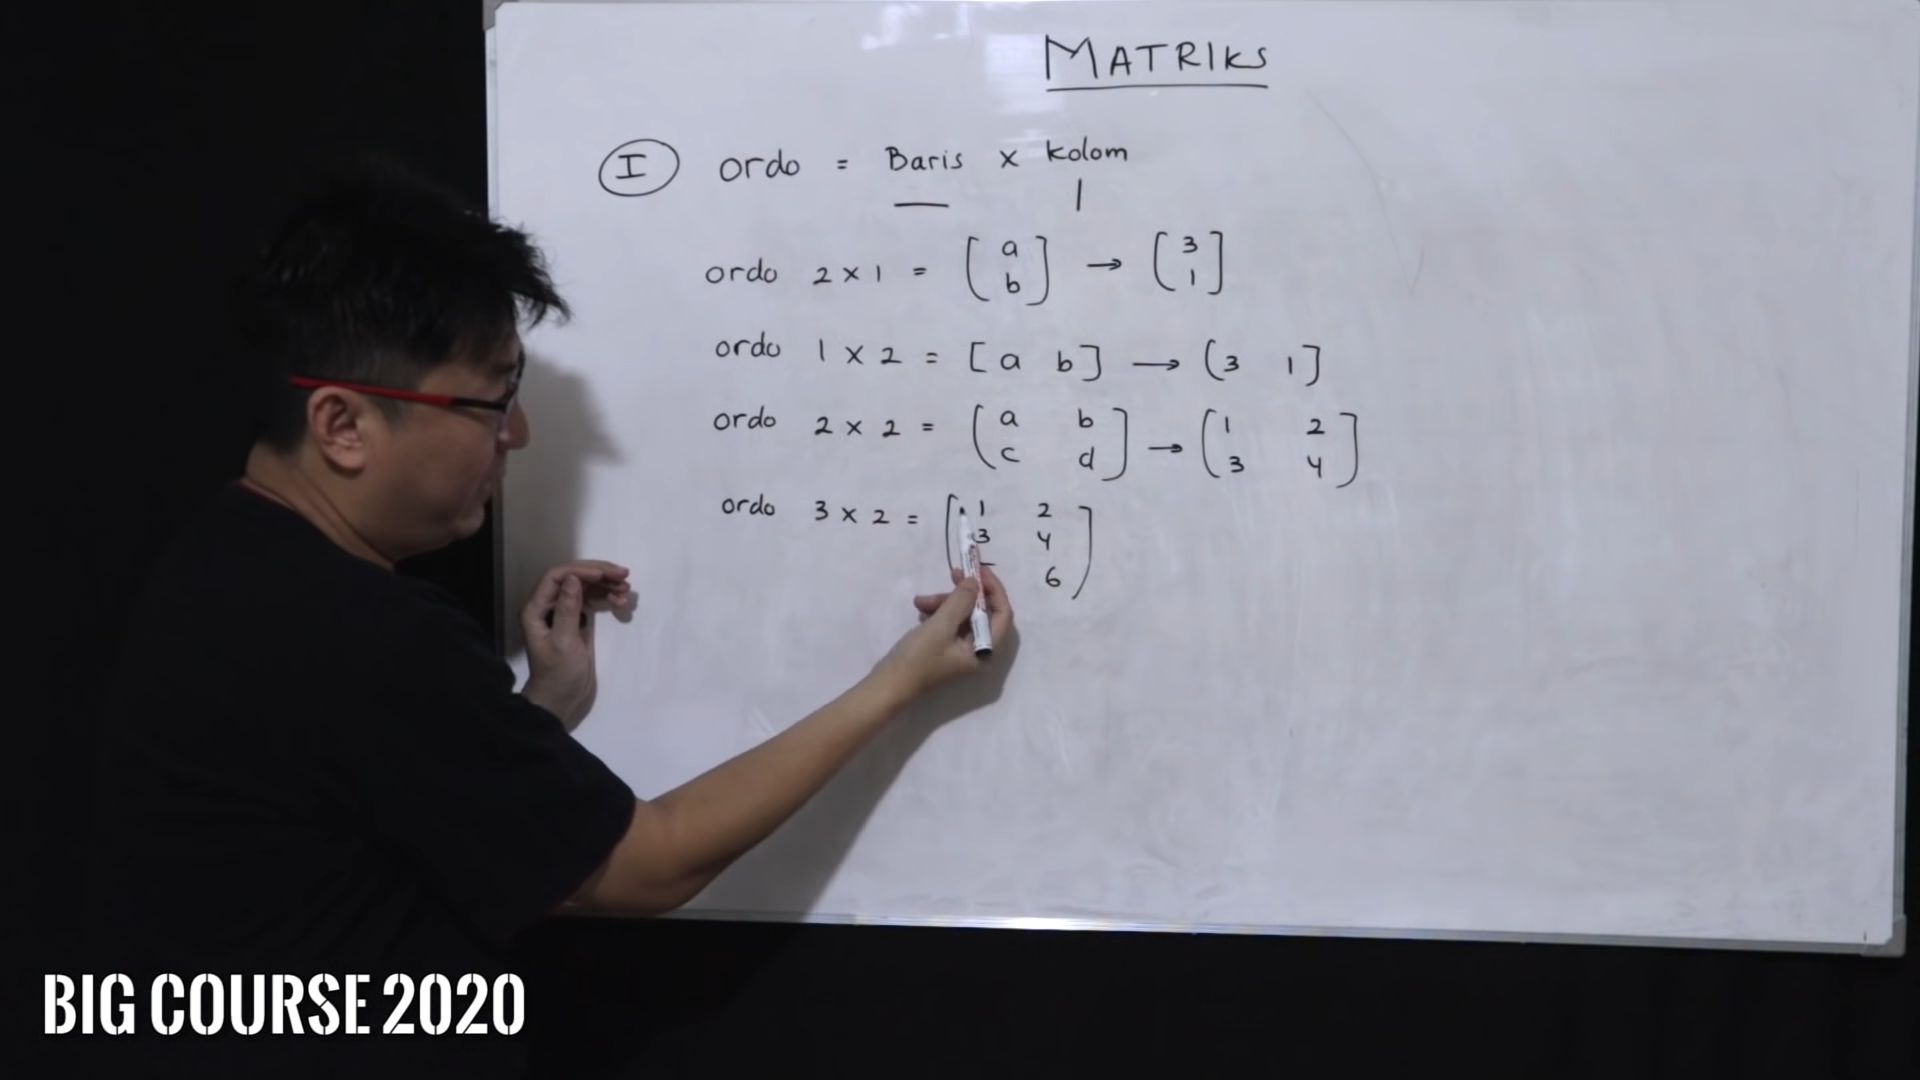 MATRIKS
I ordo = Baris x kolom
ordo 2 x 1 = [a b] → [3 1]
ordo 1 x 2 = [a b] → [3 1]
ordo 2 x 2 = [a b c d] → [1 2 3 4]
ordo 3 x 2 = [1 2 3 4 6]
BIG COURSE 2020